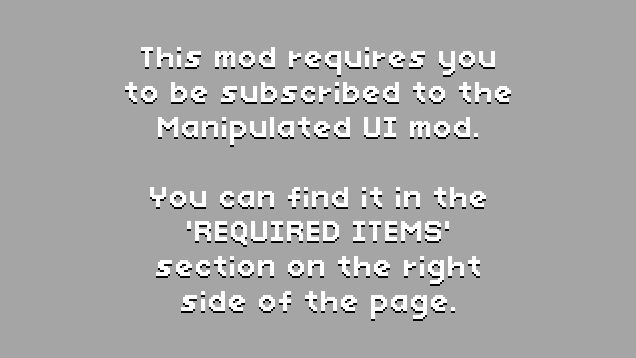 This mod requires you
to be subscribed to the
Manipulated UI mod.
You can find it in the
'REQUIRED ITEMS'
section on the right
side of the page.